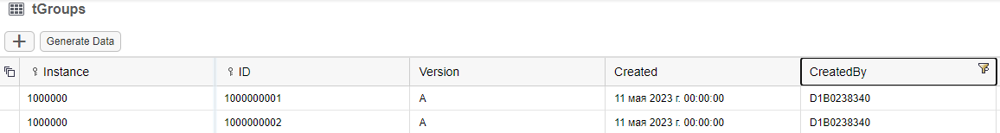 tGroups
Generate Data
Instance ID Version Created CreatedBy
1000000 1000000001 A 11 мая 2023 г. 00:00:00 D1B0238340
1000000 1000000002 A 11 мая 2023 г. 00:00:00 D1B0238340